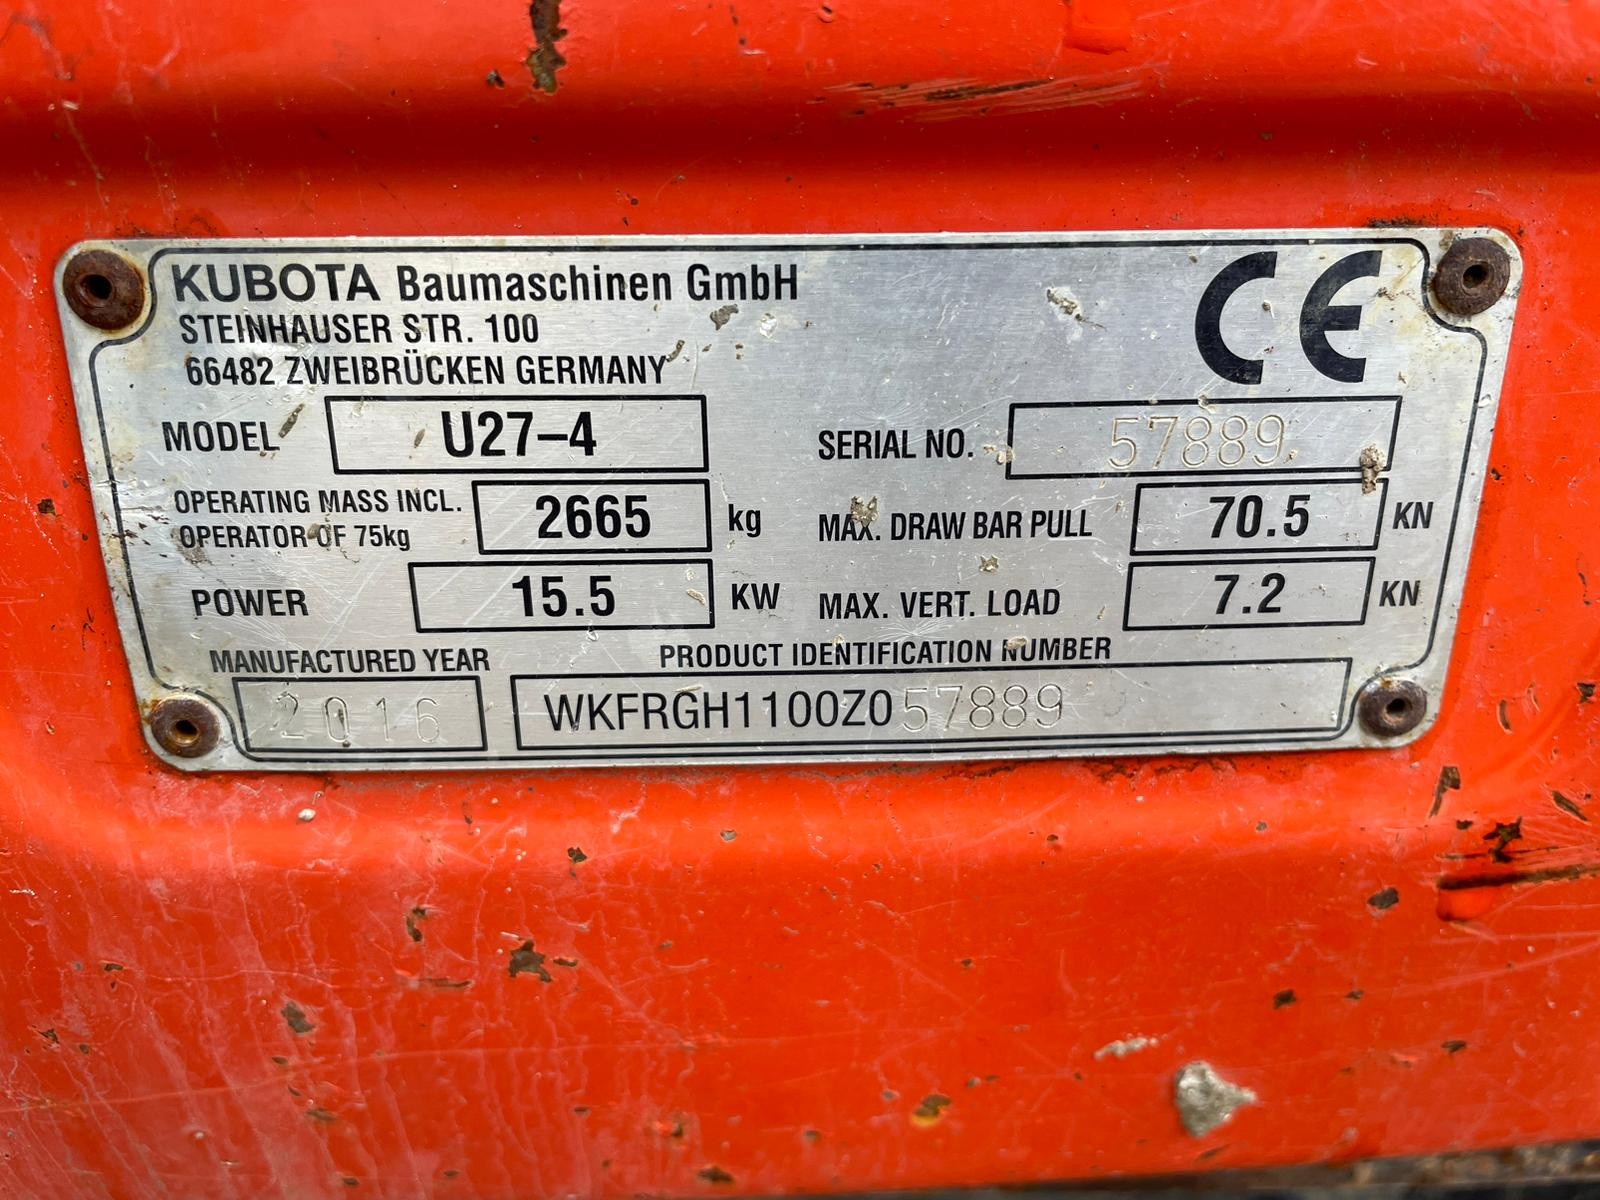 KUBOTA Baumaschinen GmbH
STEINHAUSER STR. 100
66482 ZWEIBRÜCKEN GERMANY
CE
MODEL U27-4
SERIAL NO. 57889
OPERATING MASS INCL.
OPERATOR OF 75kg 2665 kg
MAX. DRAW BAR PULL 70.5 KN
POWER 15.5 KW
MAX. VERT. LOAD 7.2 KN
MANUFACTURED YEAR
2016
PRODUCT IDENTIFICATION NUMBER
WKFRGH1100Z057889